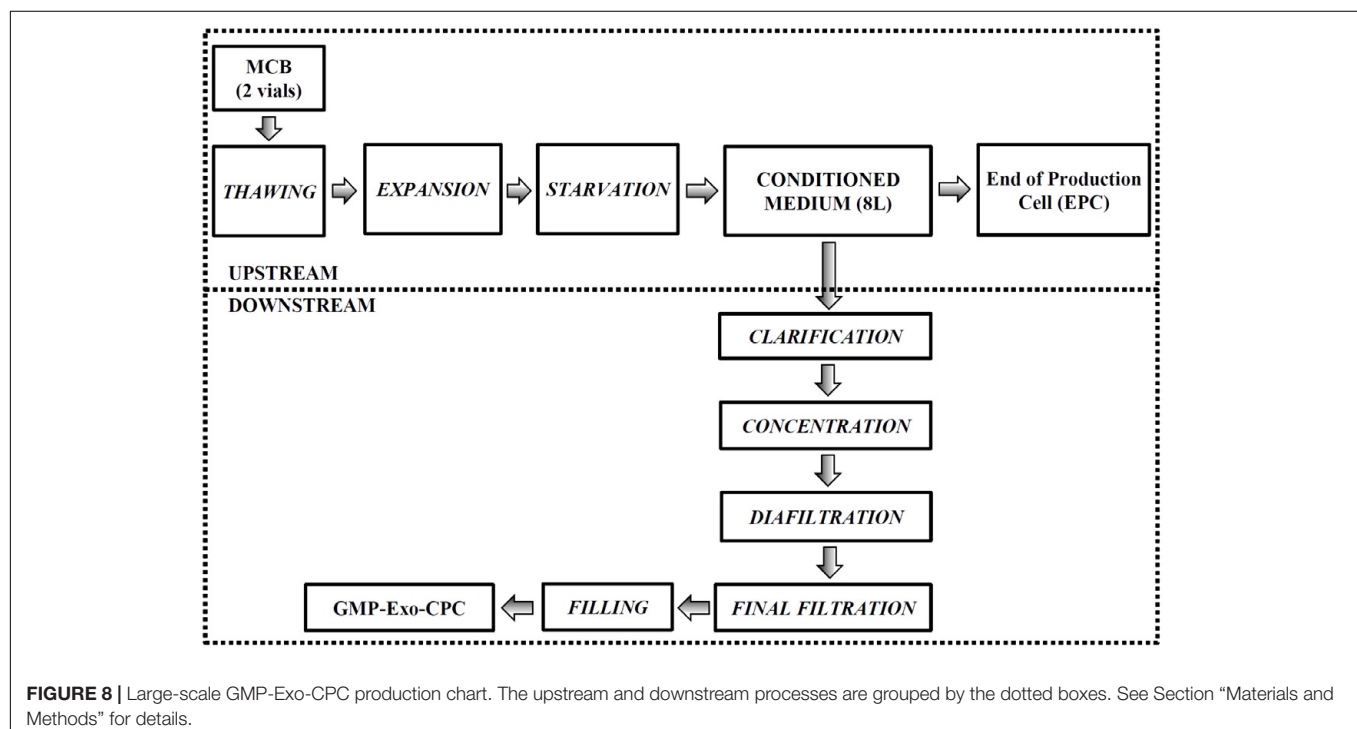 MCB
(2 vials)
THAWING
EXPANSION
STARVATION
CONDITIONED
MEDIUM (8L)
End of Production
Cell (EPC)
UPSTREAM
DOWNSTREAM
CLARIFICATION
CONCENTRATION
DIAFILTRATION
GMP-Exo-CPC
FILLING
FINAL FILTRATION
FIGURE 8 | Large-scale GMP-Exo-CPC production chart. The upstream and downstream processes are grouped by the dotted boxes. See Section “Materials and
Methods” for details.